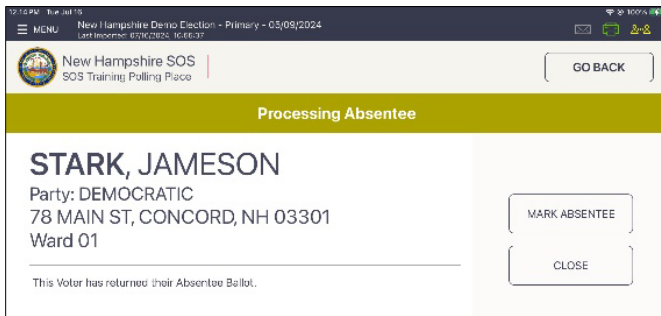 12:14 PM Tue Jul 16
100%
MENU
New Hampshire Demo Election - Primary - 05/09/2024
Last Imported: 07/16/2024, 10:56:37
New Hampshire SOS
SOS Training Polling Place
GO BACK
Processing Absentee
STARK, JAMESON
Party: DEMOCRATIC
78 MAIN ST, CONCORD, NH 03301
Ward 01
MARK ABSENTEE
CLOSE
This Voter has returned their Absentee Ballot.